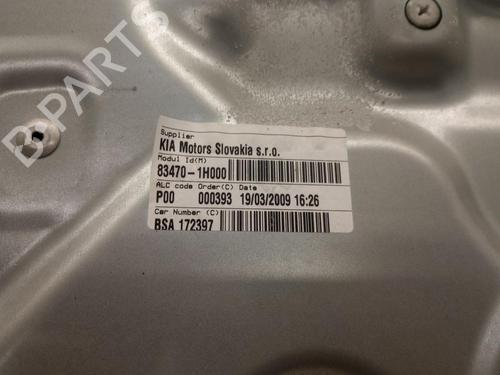 B-PARTS
Supplier
KIA Motors Slovakia s.r.o.
Modul Id(M)
83470-1H000
ALC code Order(C) Date
P00 000393 19/03/2009 16:26
Car Number (C)
BSA 172397